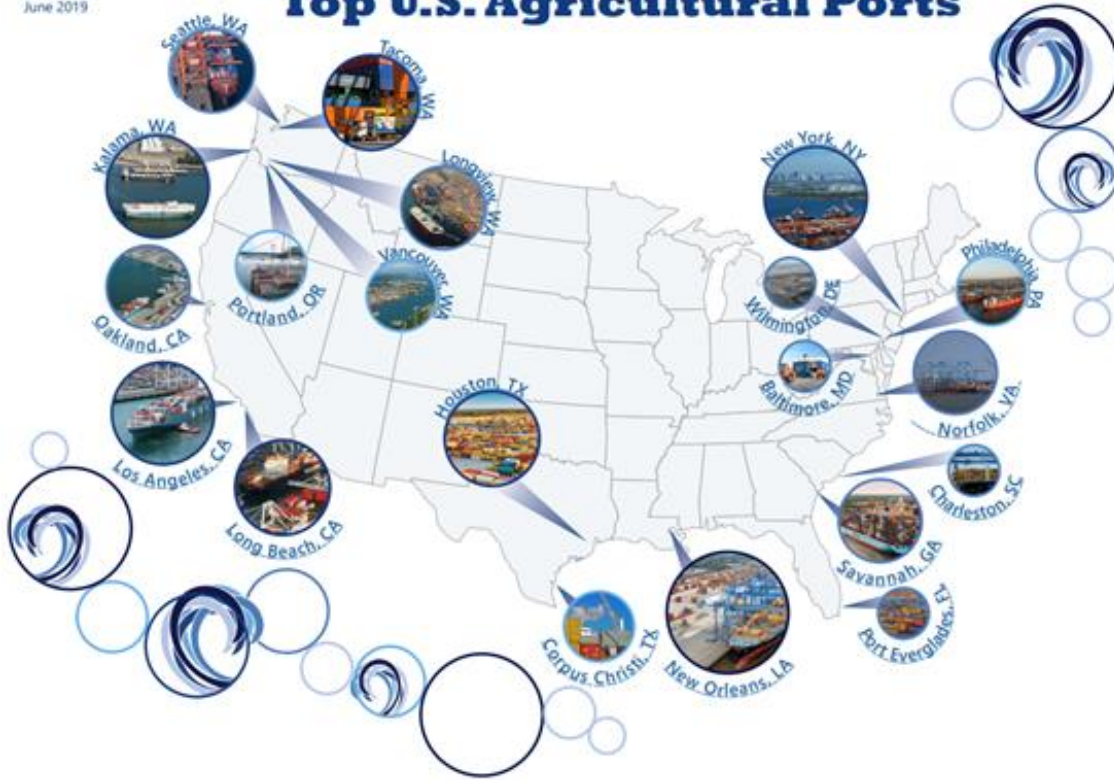 June 2019
Top U.S. Agricultural Ports
Seattle, WA
Tacoma, WA
Kalama, WA
Longview, WA
New York, NY
Vancouver, WA
Portland, OR
Philadelphia, PA
Wilmington, DE
Oakland, CA
Baltimore, MD
Norfolk, VA
Houston, TX
Los Angeles, CA
Charleston, SC
Long Beach, CA
Savannah, GA
Port Everglades, FL
Corpus Christi, TX
New Orleans, LA